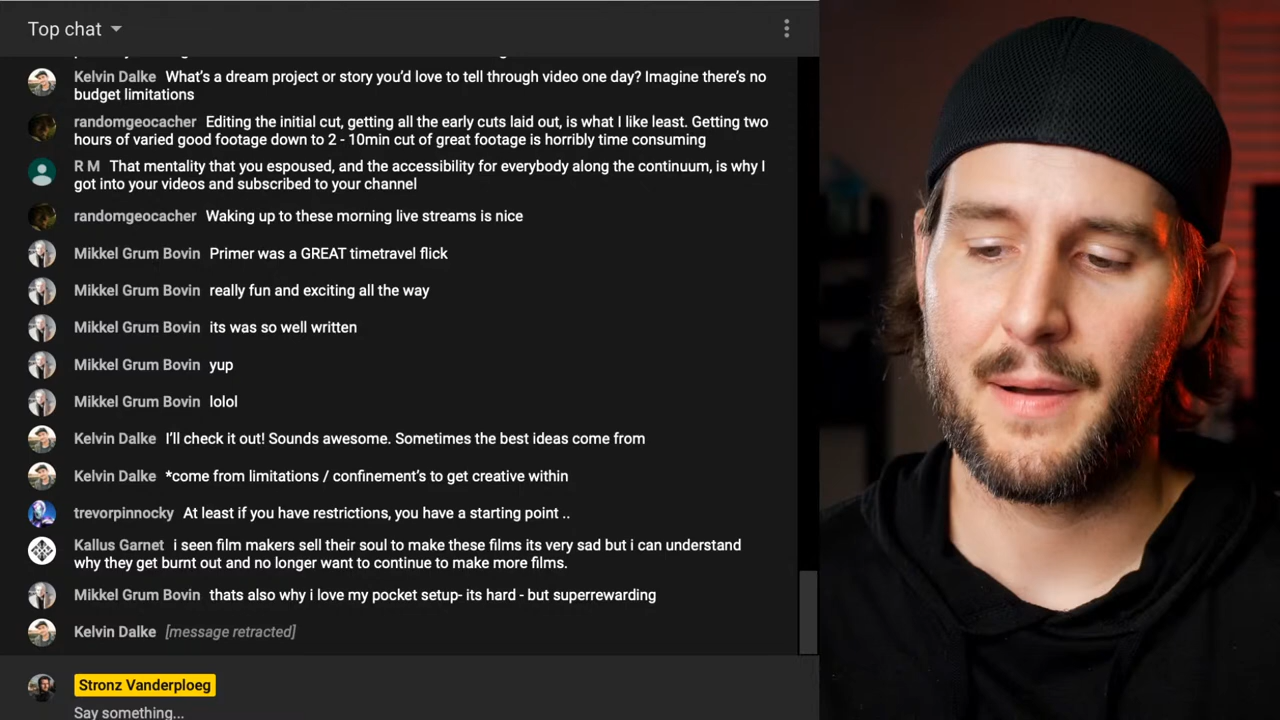 Top chat
Kelvin Dalke What's a dream project or story you'd love to tell through video one day? Imagine there's no
budget limitations
randomgeocacher Editing the initial cut, getting all the early cuts laid out, is what I like least. Getting two
hours of varied good footage down to 2 - 10min cut of great footage is horribly time consuming
R M That mentality that you espoused, and the accessibility for everybody along the continuum, is why I
got into your videos and subscribed to your channel
randomgeocacher Waking up to these morning live streams is nice
Mikkel Grum Bovin Primer was a GREAT timetravel flick
Mikkel Grum Bovin really fun and exciting all the way
Mikkel Grum Bovin its was so well written
Mikkel Grum Bovin yup
Mikkel Grum Bovin lolol
Kelvin Dalke I'll check it out! Sounds awesome. Sometimes the best ideas come from
Kelvin Dalke *come from limitations / confinement's to get creative within
trevorpinnocky At least if you have restrictions, you have a starting point ..
Kallus Garnet i seen film makers sell their soul to make these films its very sad but i can understand
why they get burnt out and no longer want to continue to make more films.
Mikkel Grum Bovin thats also why i love my pocket setup- its hard - but superrewarding
Kelvin Dalke [message retracted]
Stronz Vanderploeg
Say something...